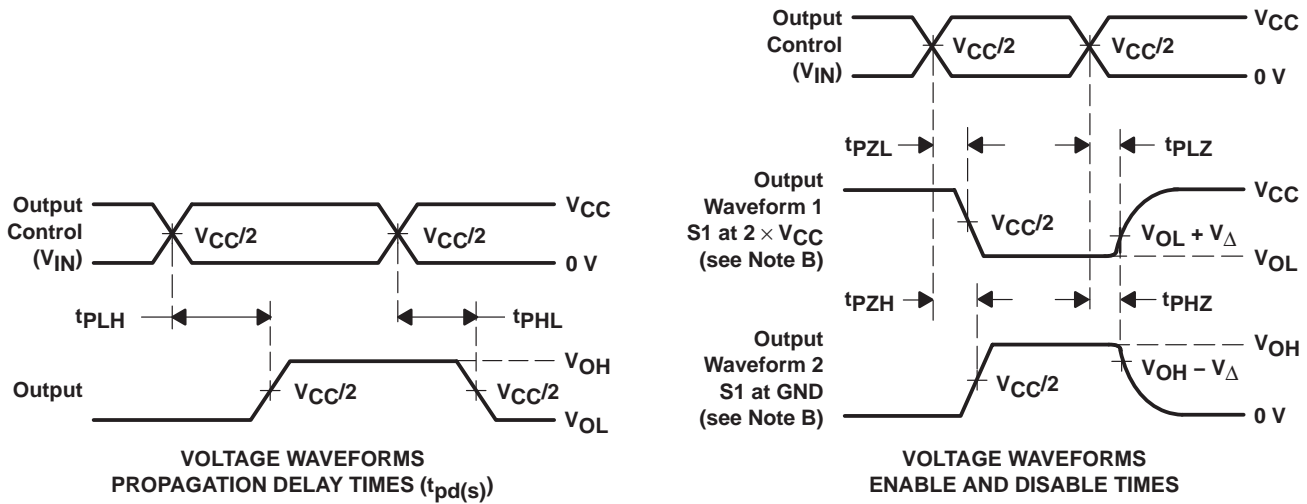 Output
Control
(VIN)
VCC
VCC/2
VCC/2
0 V
tPLH
tPHL
Output
VCC/2
VCC/2
VOH
VOL
VOLTAGE WAVEFORMS
PROPAGATION DELAY TIMES (tpd(s))
Output
Control
(VIN)
VCC
VCC/2
VCC/2
0 V
tPZL
tPLZ
Output
Waveform 1
S1 at 2 × VCC
(see Note B)
VCC/2
VCC
VOL + VΔ
VOL
tPZH
tPHZ
Output
Waveform 2
S1 at GND
(see Note B)
VCC/2
VOH
VOH − VΔ
0 V
VOLTAGE WAVEFORMS
ENABLE AND DISABLE TIMES